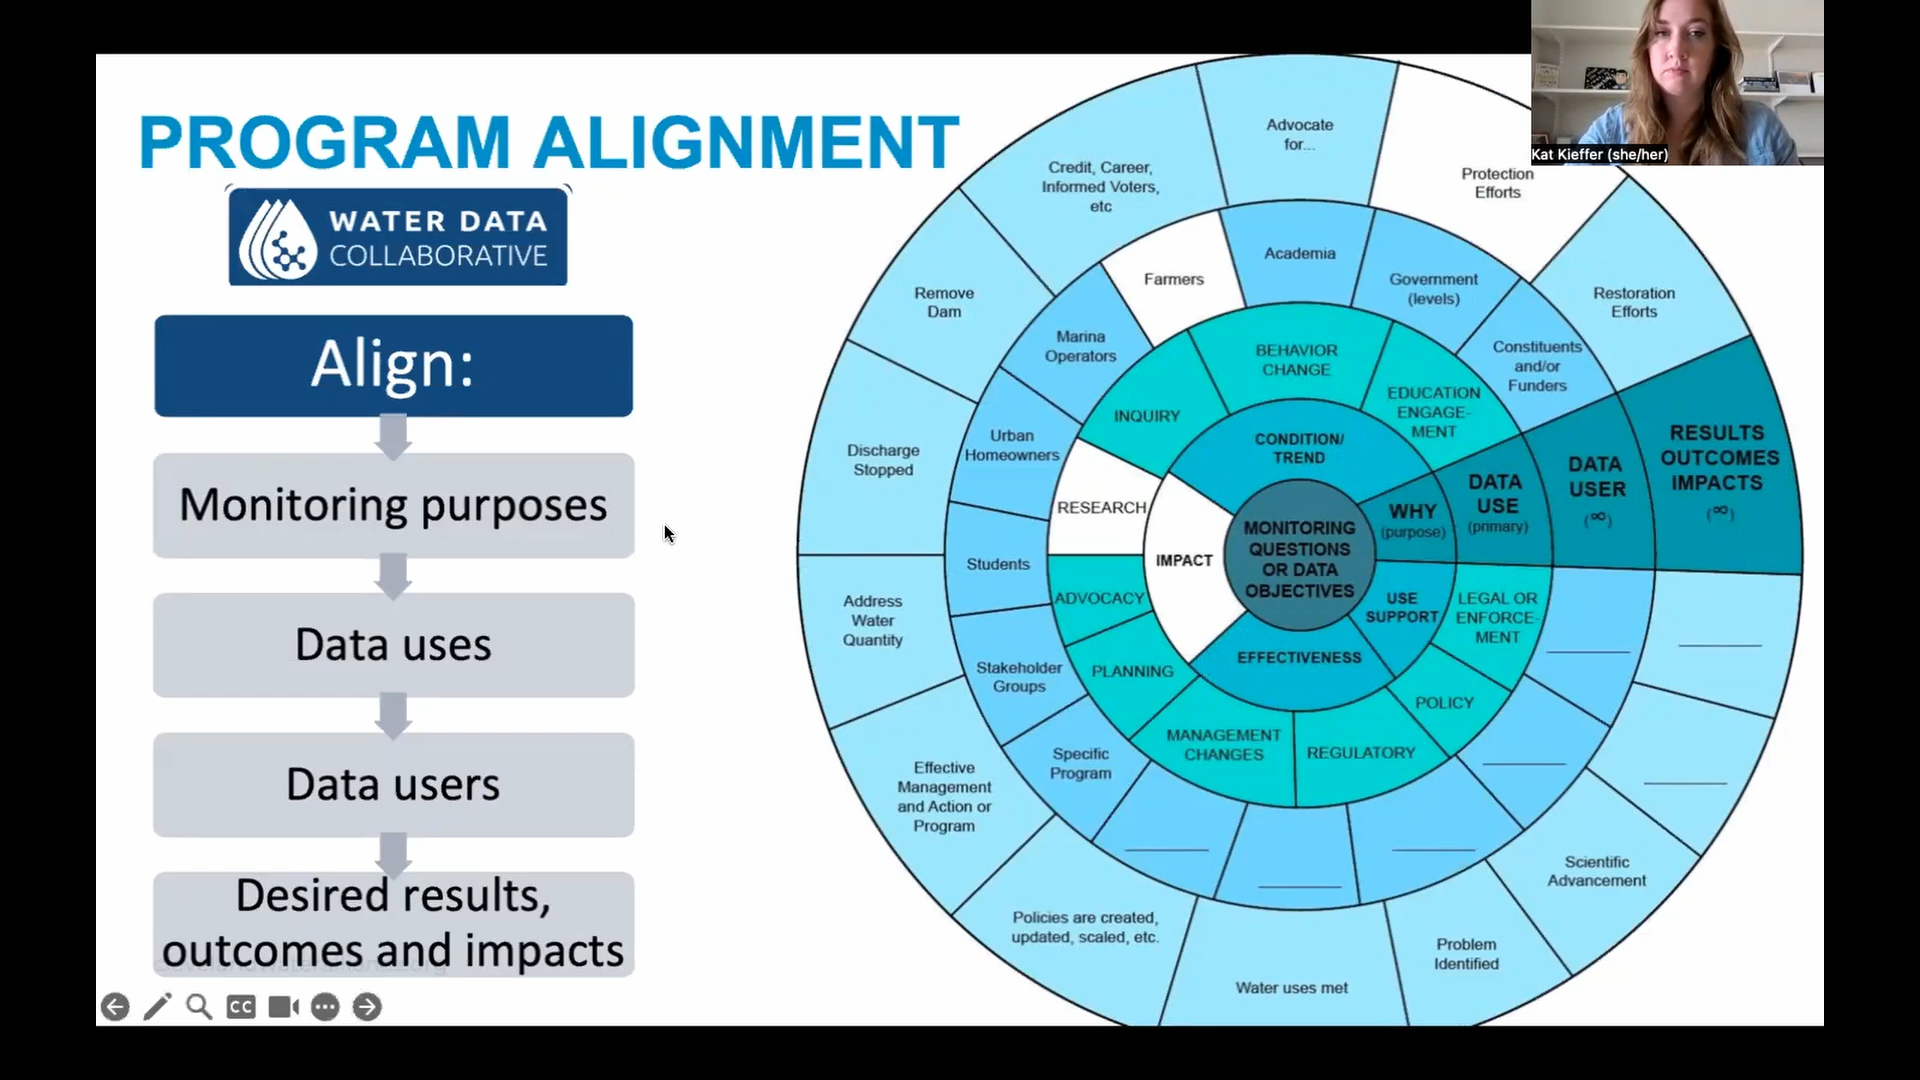 PROGRAM ALIGNMENT
WATER DATA
COLLABORATIVE
Align:
Monitoring purposes
Data uses
Data users
Desired results,
outcomes and impacts
CC
Kat Kieffer (she/her)
MONITORING
QUESTIONS
OR DATA
OBJECTIVES
WHY
(purpose)
DATA
USE
(primary)
DATA
USER
(∞)
RESULTS
OUTCOMES
IMPACTS
(∞)
CONDITION/
TREND
USE
SUPPORT
EFFECTIVENESS
IMPACT
BEHAVIOR
CHANGE
EDUCATION
ENGAGE-
MENT
LEGAL OR
ENFORCE-
MENT
POLICY
REGULATORY
MANAGEMENT
CHANGES
PLANNING
ADVOCACY
RESEARCH
INQUIRY
Academia
Government
(levels)
Constituents
and/or
Funders
Specific
Program
Stakeholder
Groups
Students
Urban
Homeowners
Marina
Operators
Farmers
Advocate
for...
Protection
Efforts
Restoration
Efforts
Scientific
Advancement
Problem
Identified
Water uses met
Policies are created,
updated, scaled, etc.
Effective
Management
and Action or
Program
Address
Water
Quantity
Discharge
Stopped
Remove
Dam
Credit, Career,
Informed Voters,
etc